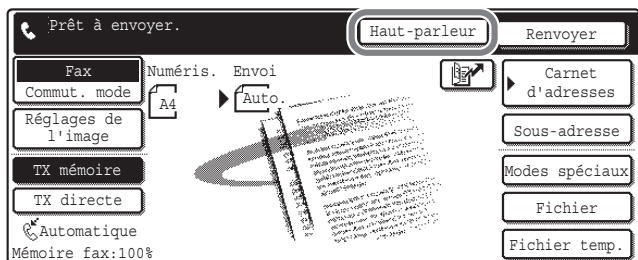 Prêt à envoyer.
Haut-parleur
Renvoyer
Fax
Commut. mode
Numéris.
Envoi
A4
Auto.
Carnet
d'adresses
Réglages de
l'image
Sous-adresse
TX mémoire
Modes spéciaux
TX directe
Fichier
Automatique
Mémoire fax:100%
Fichier temp.